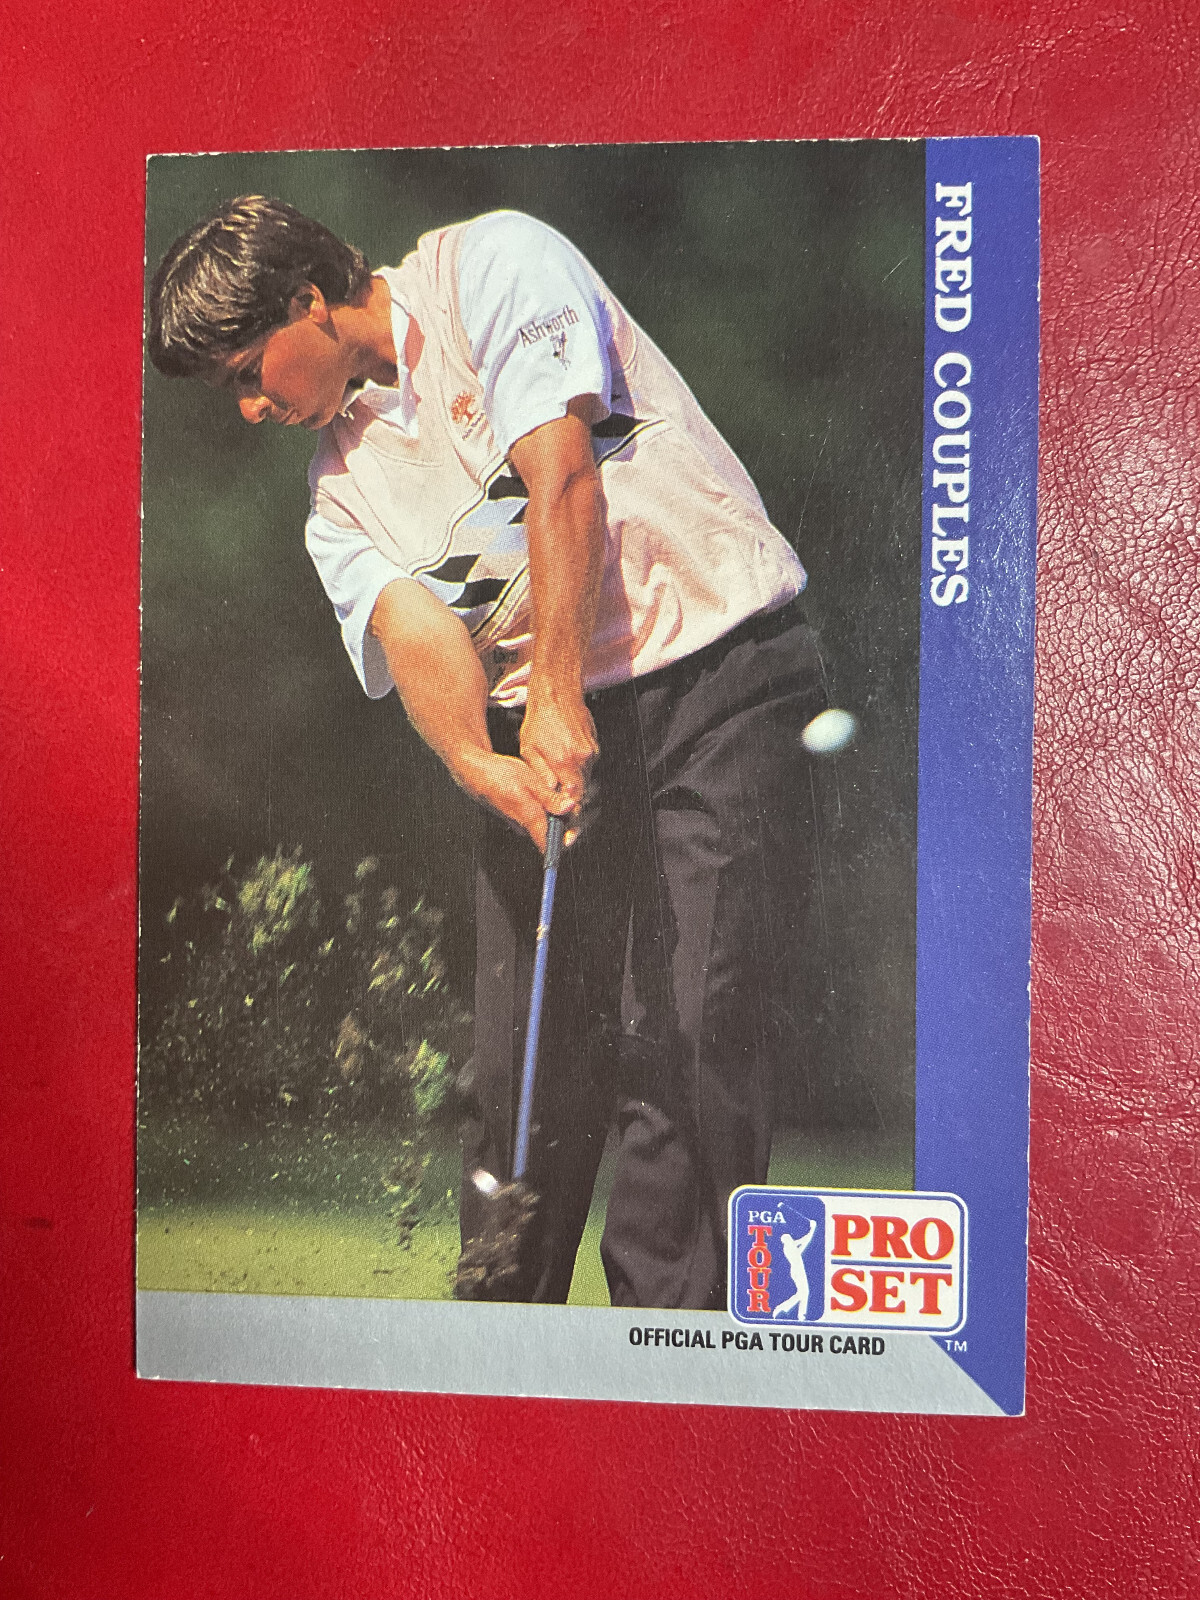 FRED COUPLES
Ashworth
PGA
TOUR
PRO
SET
TM
OFFICIAL PGA TOUR CARD